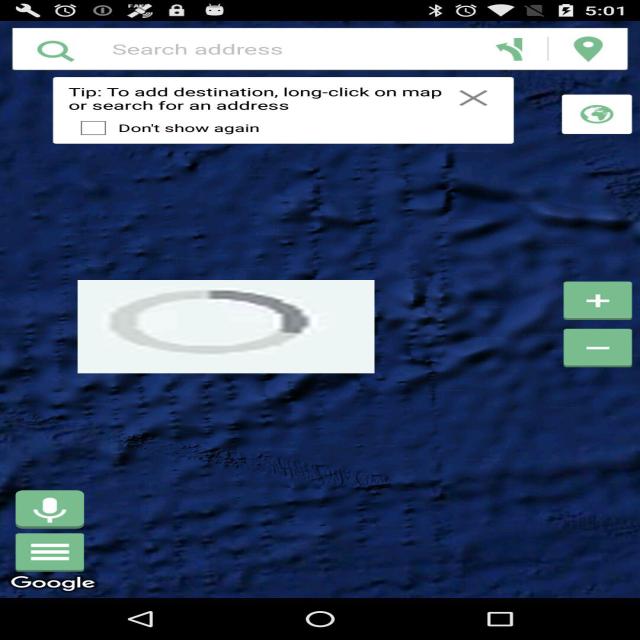 5:01
Search address
Tip: To add destination, long-click on map
or search for an address
Don't show again
Google